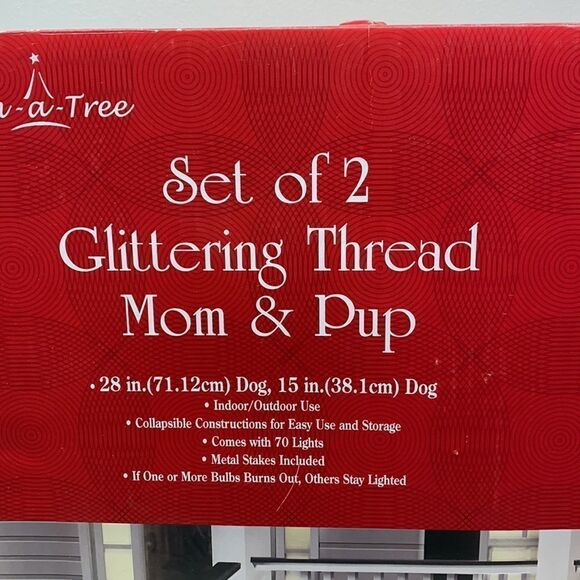 -a-Tree
Set of 2
Glittering Thread
Mom & Pup
• 28 in.(71.12cm) Dog, 15 in.(38.1cm) Dog
• Indoor/Outdoor Use
• Collapsible Constructions for Easy Use and Storage
• Comes with 70 Lights
• Metal Stakes Included
• If One or More Bulbs Burns Out, Others Stay Lighted